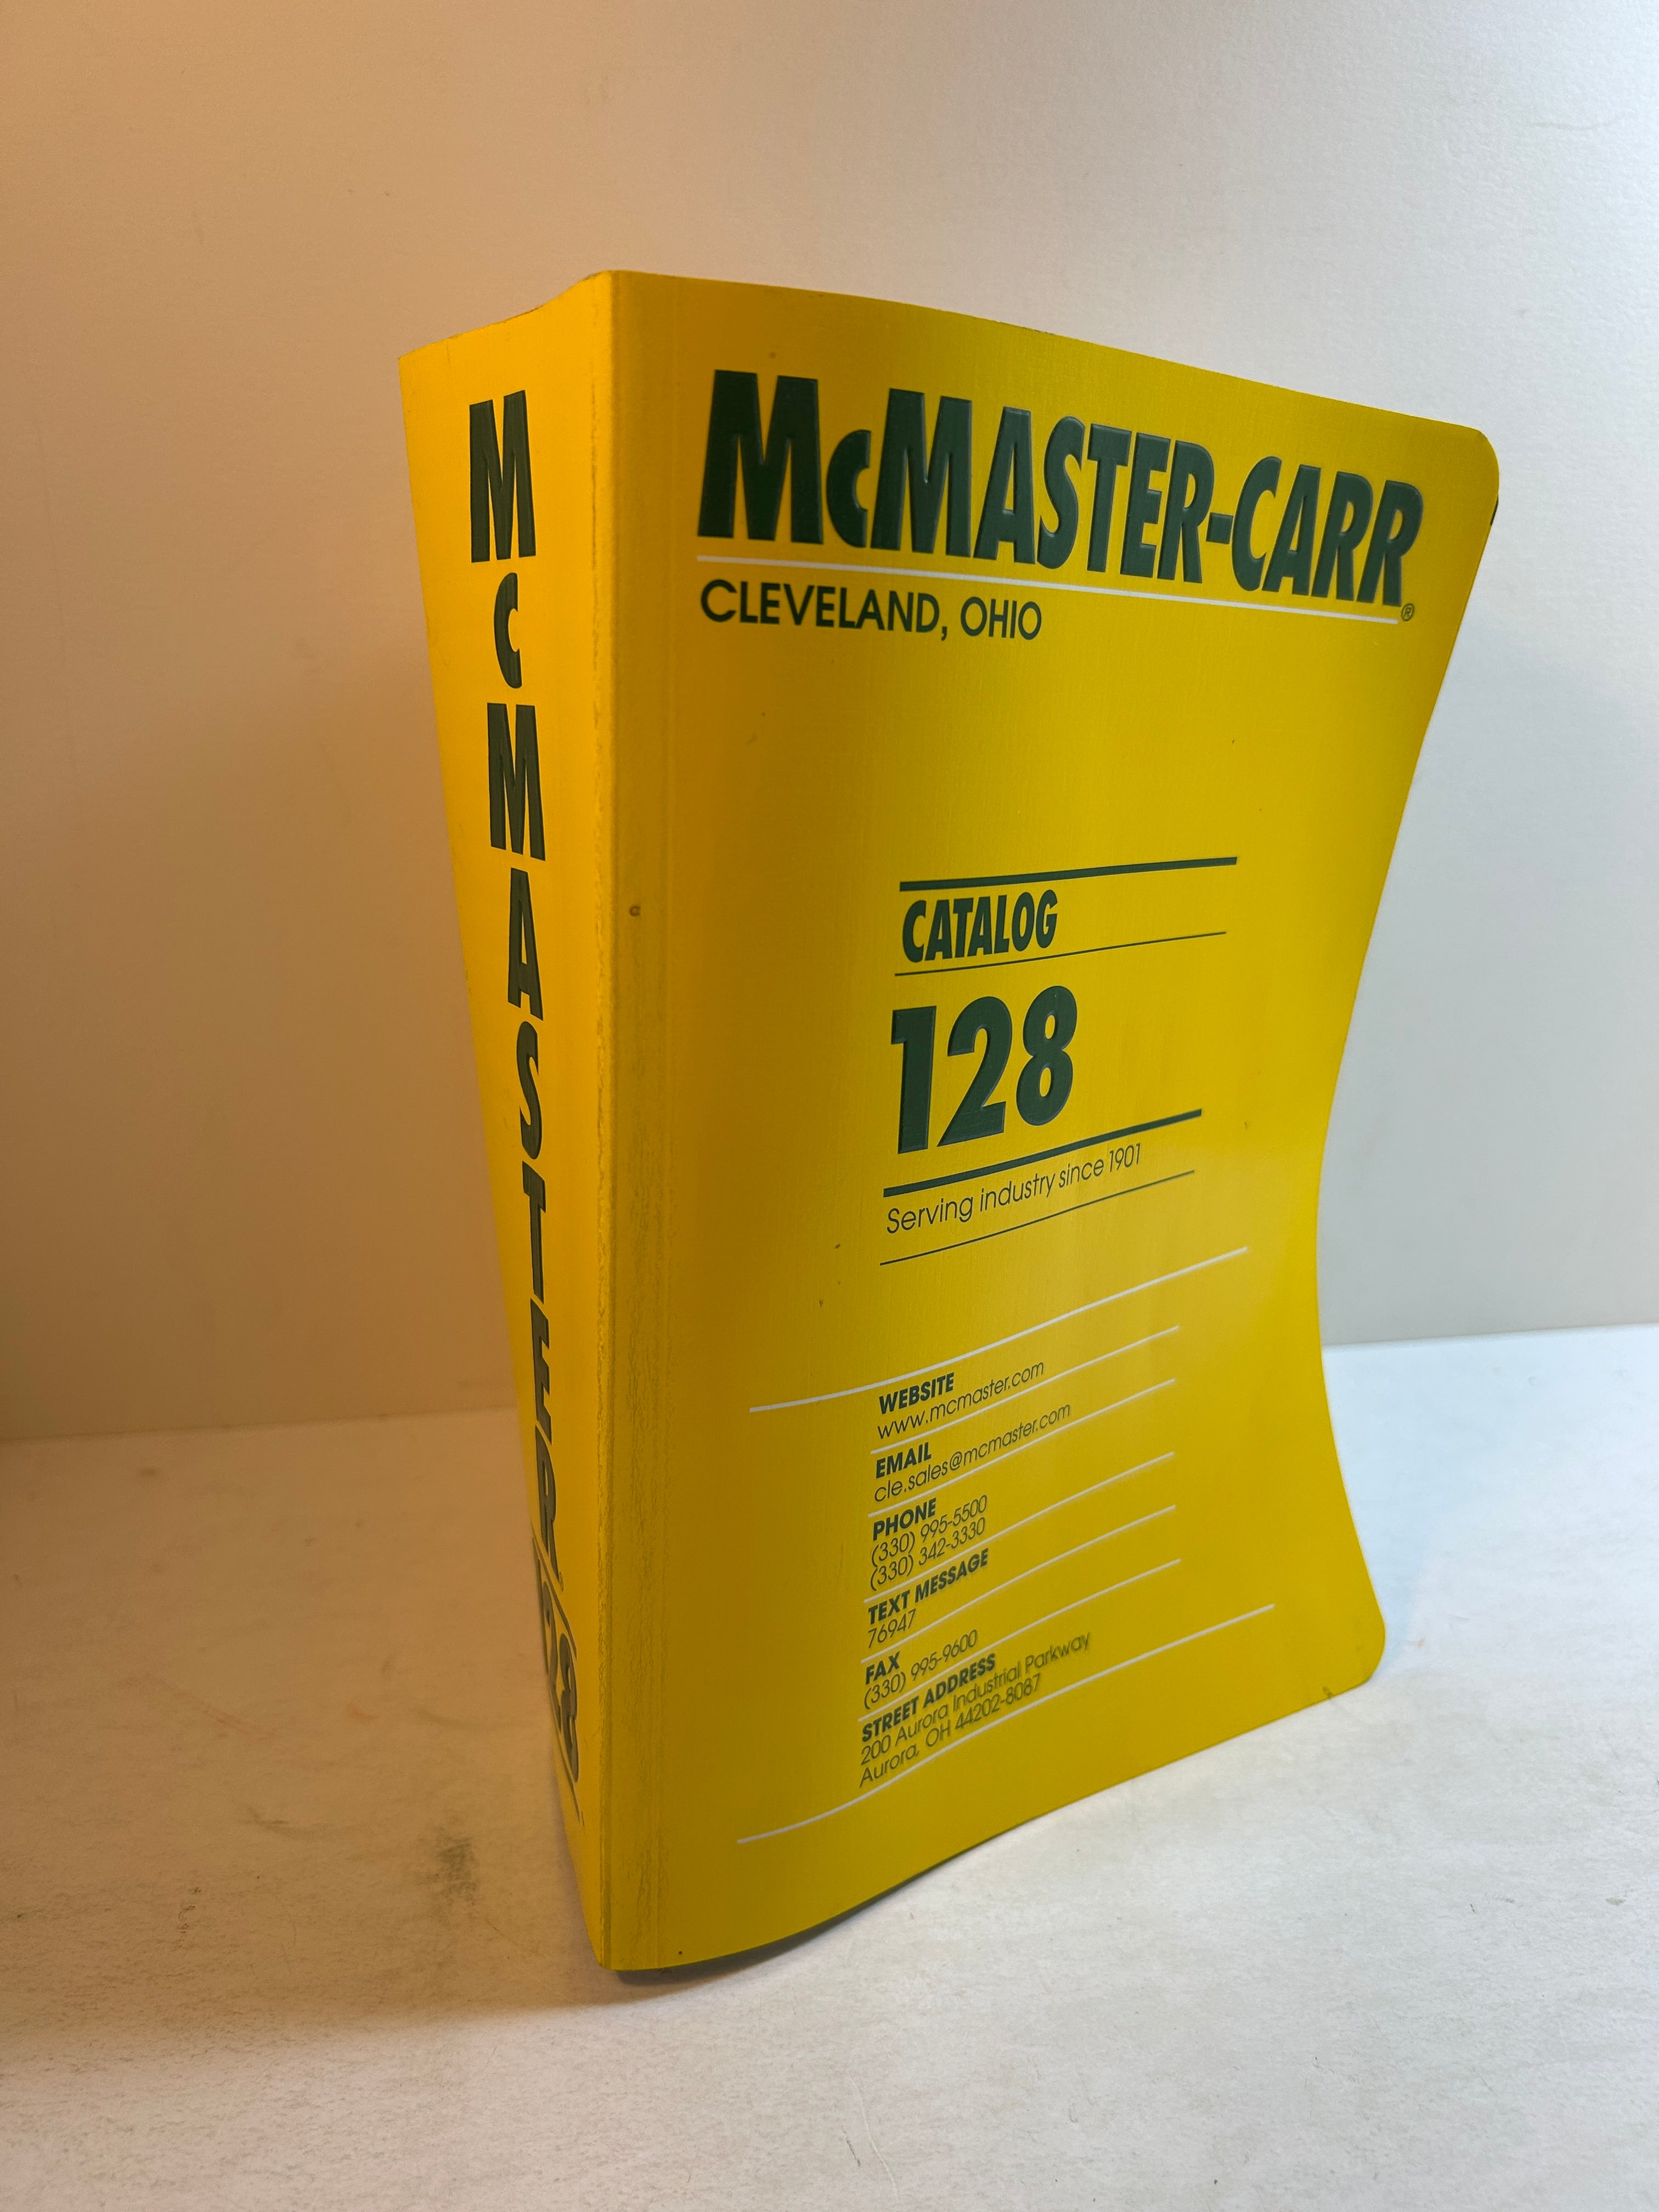 McMASTER 128
McMASTER-CARR®
CLEVELAND, OHIO
CATALOG
128
Serving industry since 1901
WEBSITE
www.mcmaster.com
EMAIL
cle.sales@mcmaster.com
PHONE
(330) 995-5500
(330) 342-3330
TEXT MESSAGE
76947
FAX
(330) 995-9600
STREET ADDRESS
200 Aurora Industrial Parkway
Aurora, OH 44202-8087